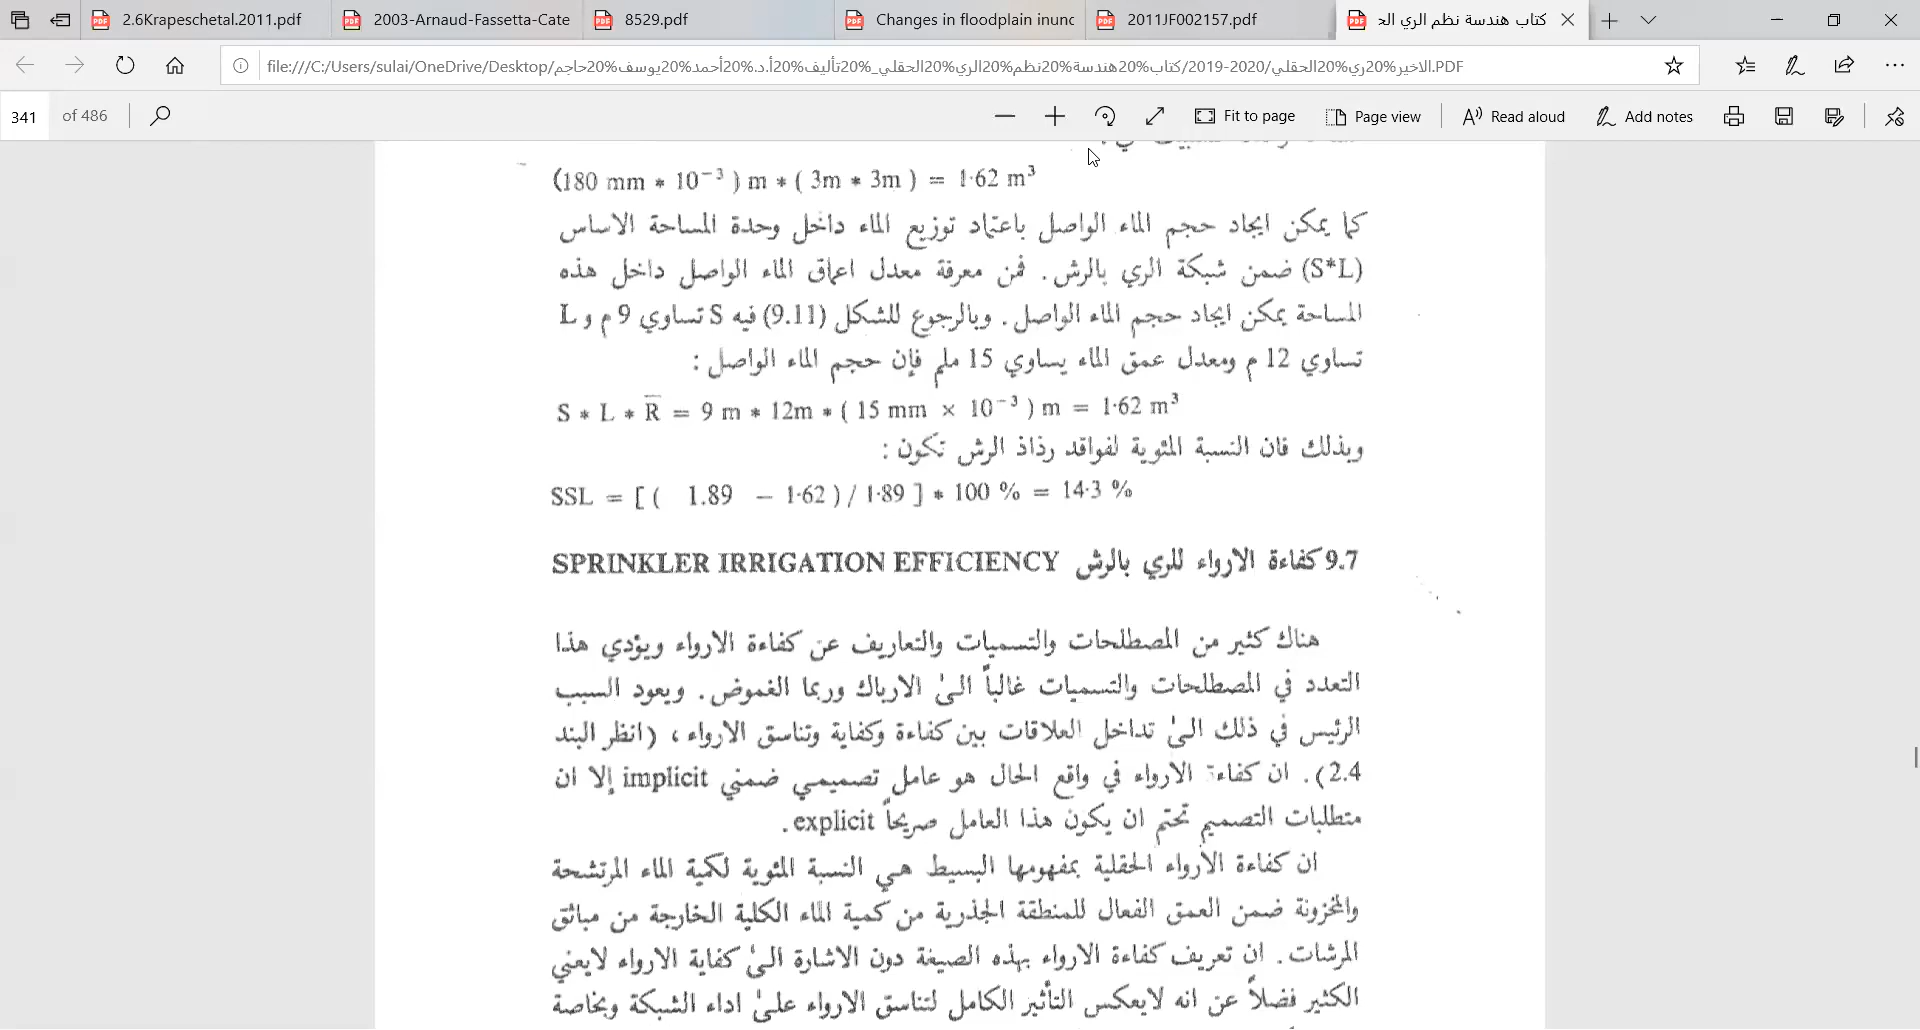 2.6Krapeschetal.2011.pdf
2003-Arnaud-Fassetta-Cate
8529.pdf
Changes in floodplain inunc
2011JF002157.pdf
كتاب هندسة نظم الري الح
file:///C:/Users/sulai/OneDrive/Desktop/الاخير%20ري%20الحقلي/2019-2020/كتاب%20هندسة%20نظم%20الري%20الحقلي_%20تأليف%20أ.د.%20أحمد%20يوسف%20حاجم.PDF
341 of 486
Fit to page
Page view
Read aloud
Add notes
(180 mm * 10⁻³ ) m * ( 3m * 3m ) = 1·62 m³
كما يمكن ايجاد حجم الماء الواصل باعتماد توزيع الماء داخل وحدة المساحة الاساس
(S*L) ضمن شبكة الري بالرش. فمن معرفة معدل اعماق الماء الواصل داخل هذه
المساحة يمكن ايجاد حجم الماء الواصل. وبالرجوع للشكل (9.11) فيه S تساوي 9 م و L
تساوي 12 م ومعدل عمق الماء يساوي 15 ملم فإن حجم الماء الواصل :
S * L * R̅ = 9 m * 12m * ( 15 mm × 10⁻³ ) m = 1·62 m³
وبذلك فان النسبة المئوية لفواقد رذاذ الرش تكون :
SSL = [ ( 1.89 – 1·62 ) / 1·89 ] * 100 % = 14·3 %
9.7 كفاءة الارواء للري بالرش SPRINKLER IRRIGATION EFFICIENCY
هناك كثير من المصطلحات والتسميات والتعاريف عن كفاءة الارواء ويؤدي هذا
التعدد في المصطلحات والتسميات غالباً الى الارباك وربما الغموض. ويعود السبب
الرئيس في ذلك الى تداخل العلاقات بين كفاءة وكفاية وتناسق الارواء ، (انظر البند
2.4). ان كفاءة الارواء في واقع الحال هو عامل تصميمي ضمني implicit إلا ان
متطلبات التصميم تحتم ان يكون هذا العامل صريحاً explicit.
ان كفاءة الأرواء الحقلية بمفهومها البسيط هي النسبة المئوية لكمية الماء المرتشحة
والمخزونة ضمن العمق الفعال للمنطقة الجذرية من كمية الماء الكلية الخارجة من مباثق
المرشات. ان تعريف كفاءة الارواء بهذه الصيغة دون الاشارة الى كفاية الارواء لايعني
الكثير فضلاً عن انه لايعكس التأثير الكامل لتناسق الارواء على اداء الشبكة وبخاصة